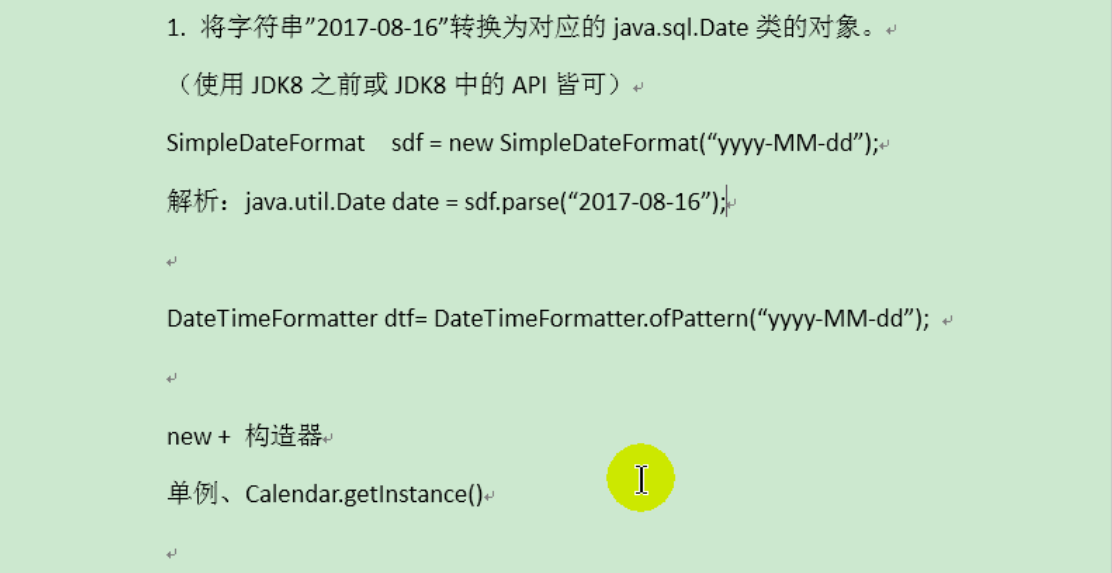 1. 将字符串”2017-08-16”转换为对应的 java.sql.Date 类的对象。
（使用 JDK8 之前或 JDK8 中的 API 皆可）
SimpleDateFormat sdf = new SimpleDateFormat(“yyyy-MM-dd”);
解析：java.util.Date date = sdf.parse(“2017-08-16”);
DateTimeFormatter dtf= DateTimeFormatter.ofPattern(“yyyy-MM-dd”);
new + 构造器
单例、Calendar.getInstance()